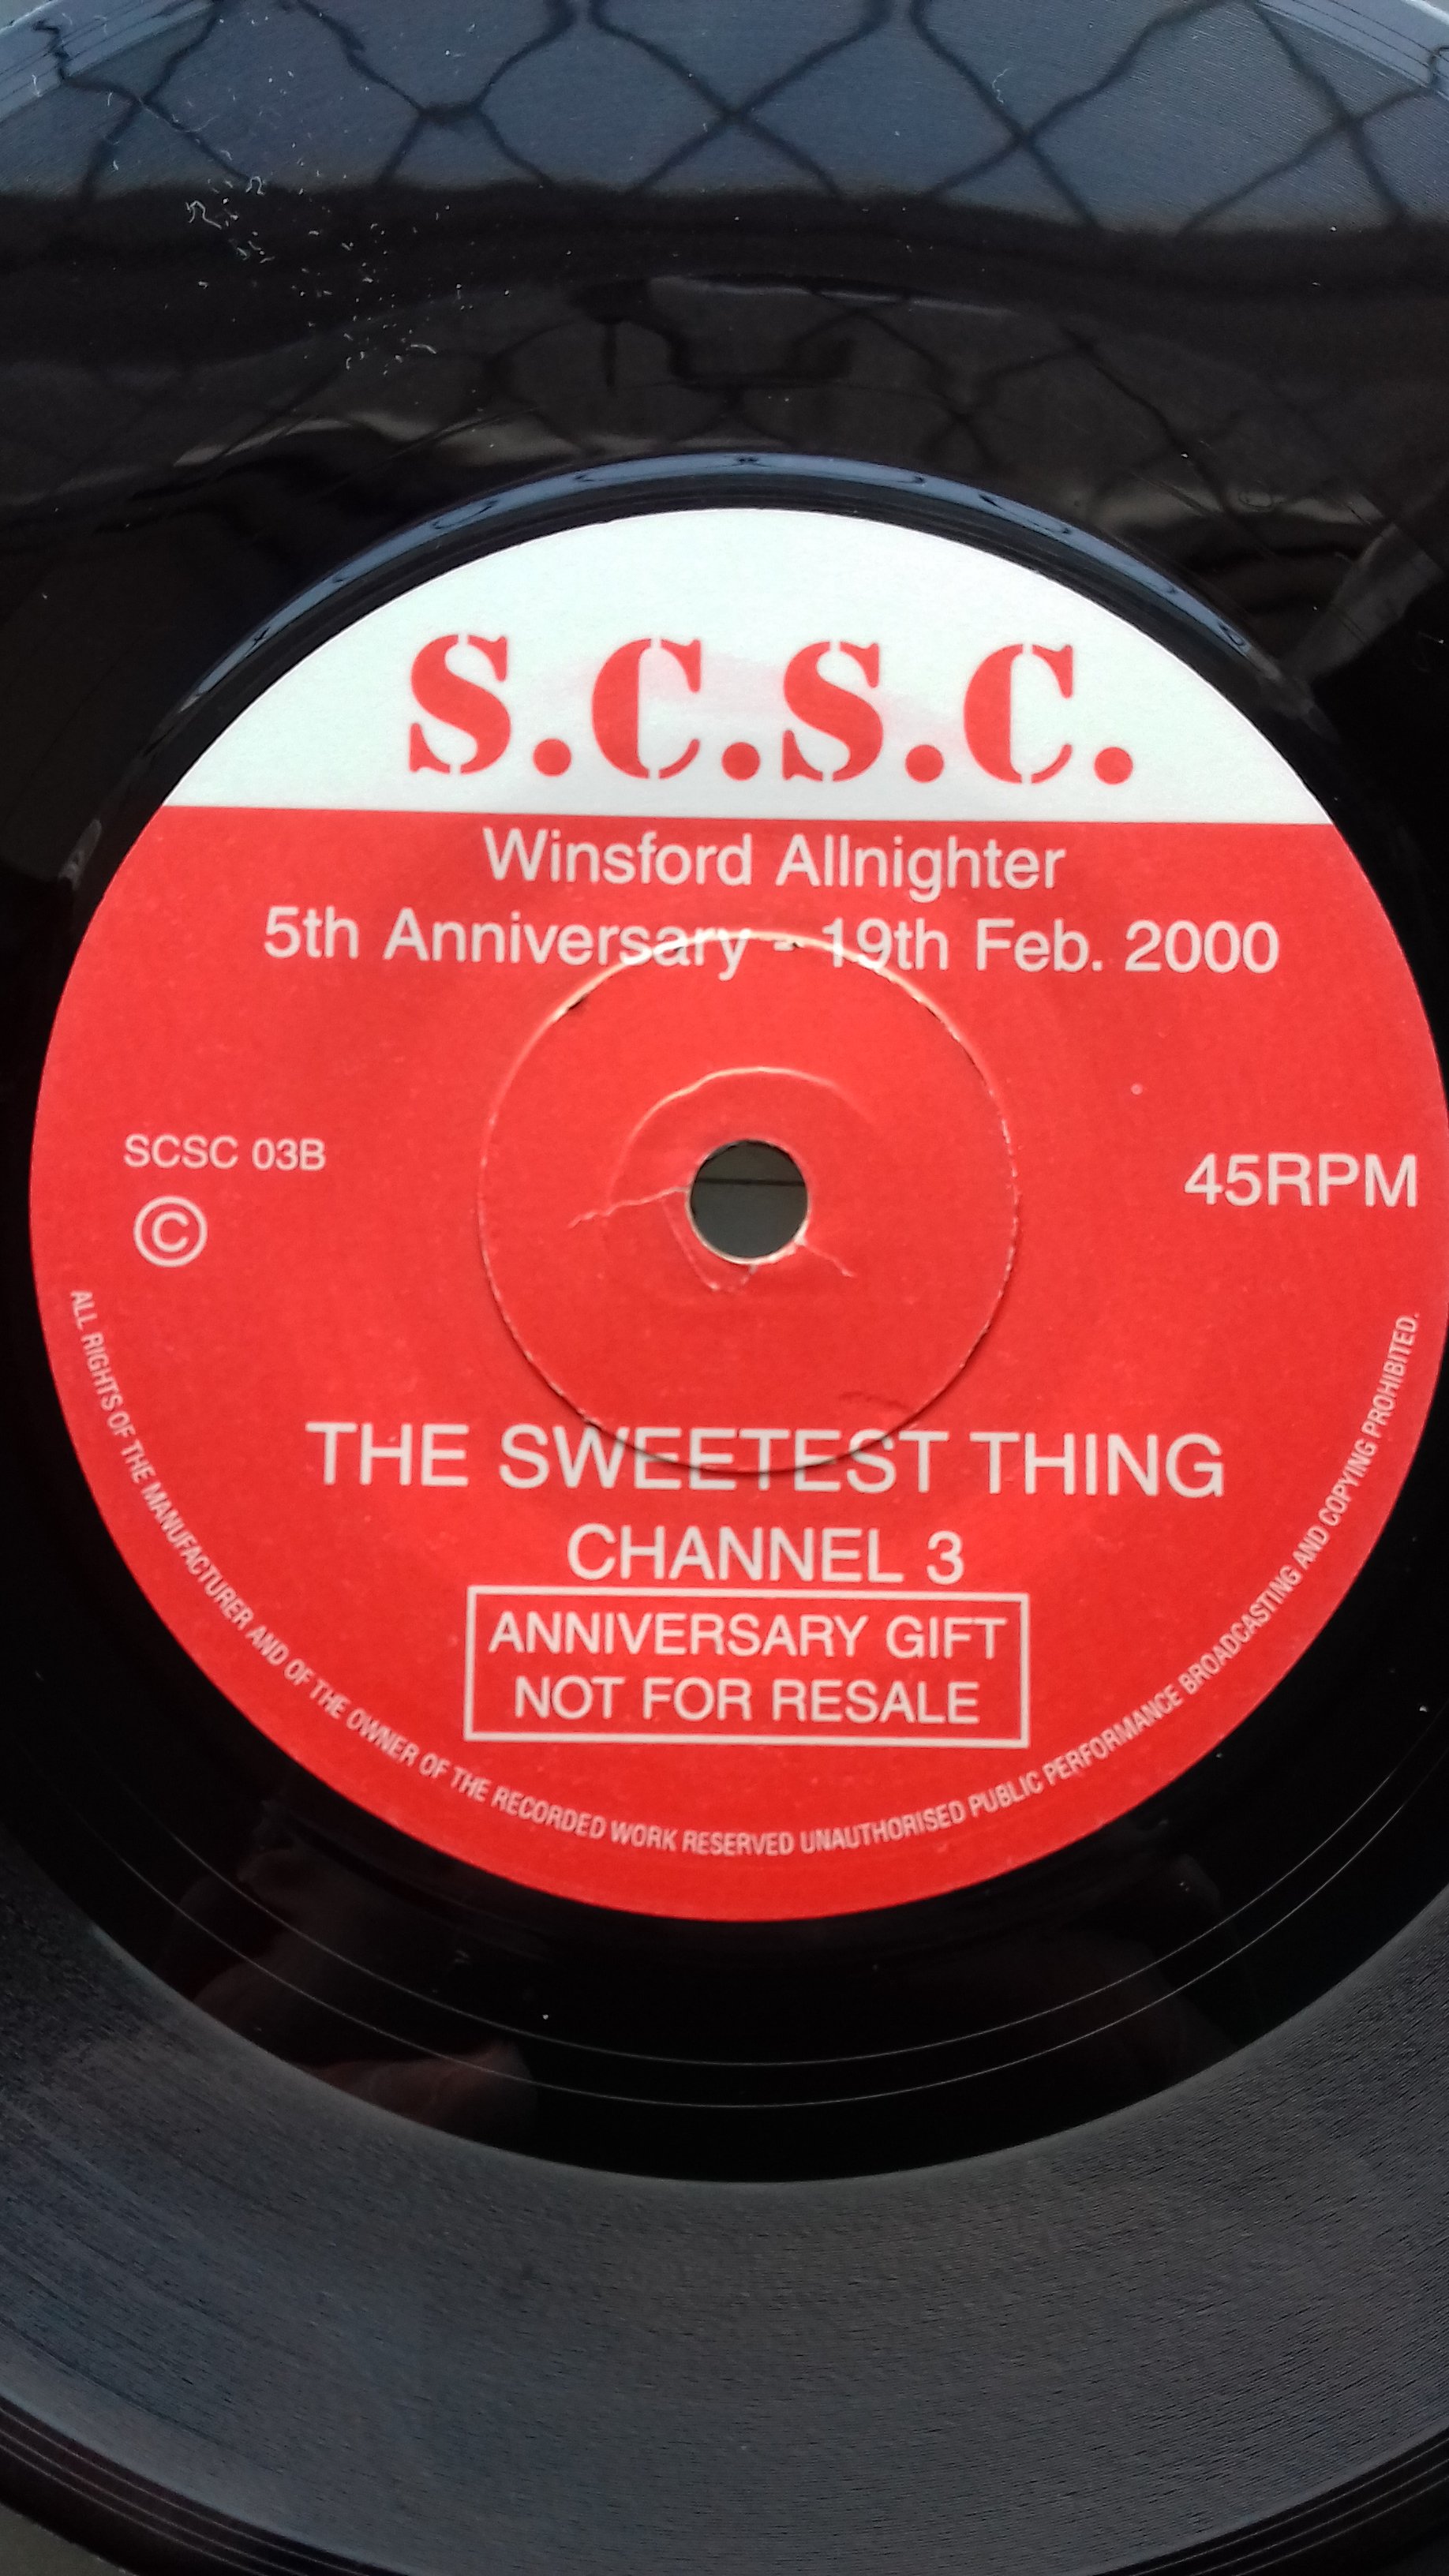 S.C.S.C.
Winsford Allnighter
5th Anniversary - 19th Feb. 2000
SCSC 03B
©
45RPM
THE SWEETEST THING
CHANNEL 3
ANNIVERSARY GIFT
NOT FOR RESALE
ALL RIGHTS OF THE MANUFACTURER AND OF THE OWNER OF THE RECORDED WORK RESERVED UNAUTHORISED PUBLIC PERFORMANCE BROADCASTING AND COPYING PROHIBITED.